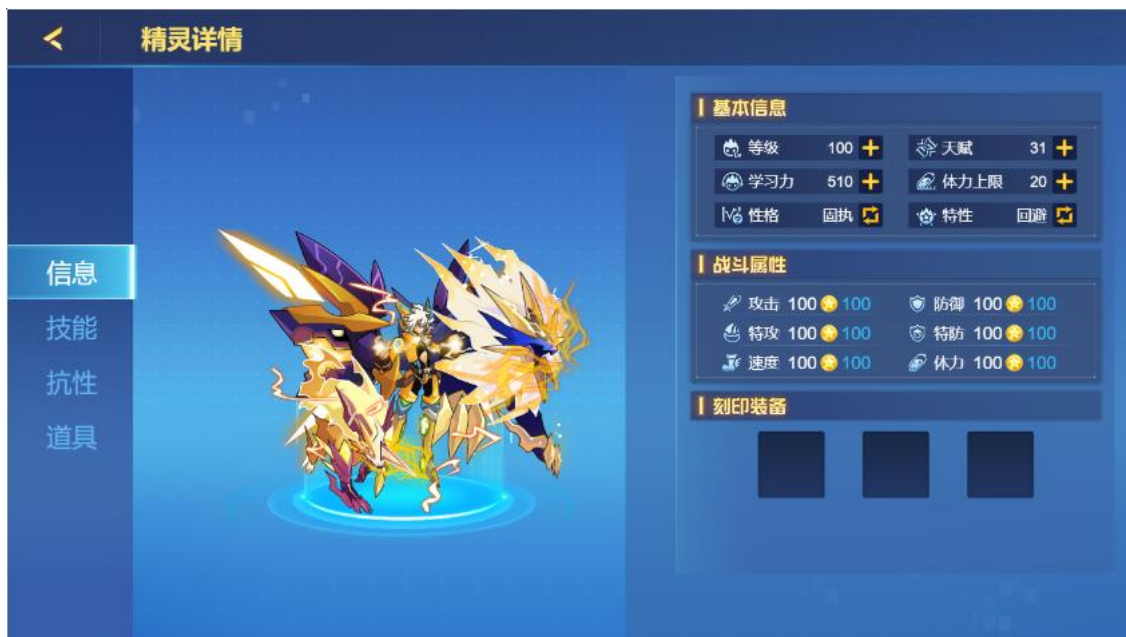 精灵详情
信息
技能
抗性
道具
基本信息
等级 100 天赋 31
学习力 510 体力上限 20
性格 固执 特性 回避
战斗属性
攻击 100 100 防御 100 100
特攻 100 100 特防 100 100
速度 100 100 体力 100 100
刻印装备